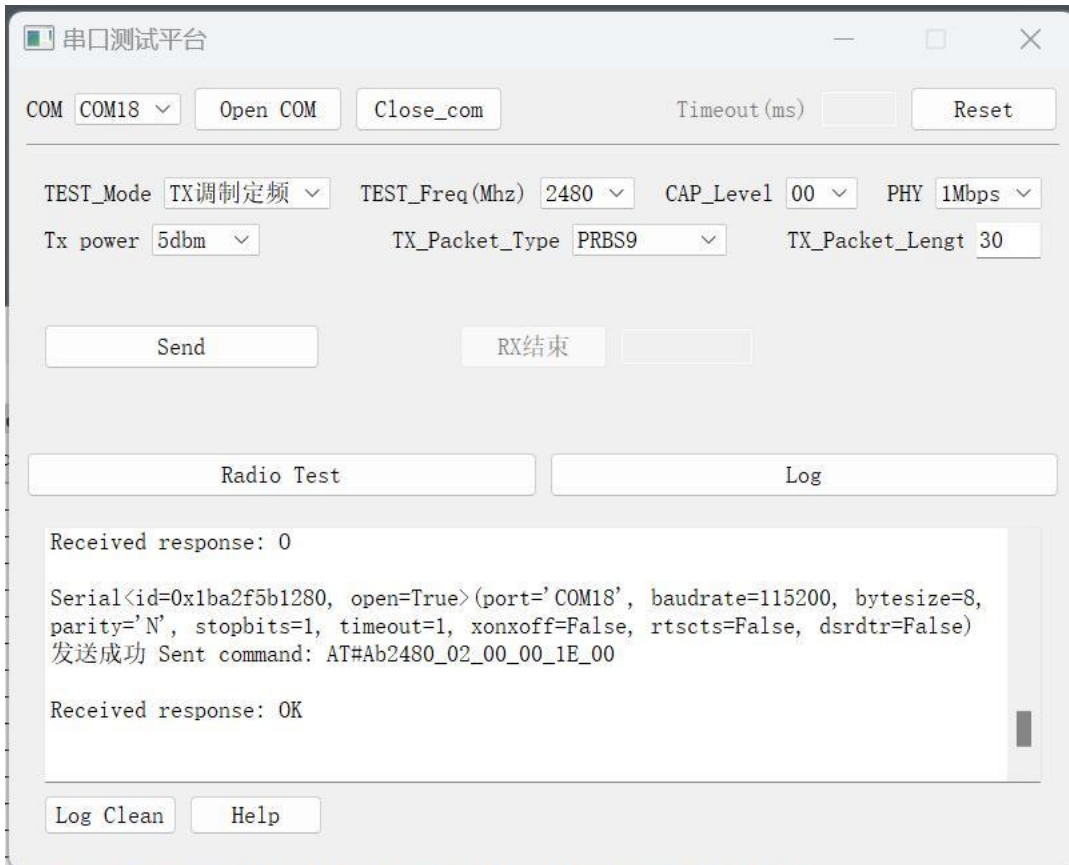 串口测试平台
COM COM18 Open COM Close_com Timeout(ms) Reset
TEST_Mode TX调制定频 TEST_Freq(Mhz) 2480 CAP_Level 00 PHY 1Mbps
Tx power 5dbm TX_Packet_Type PRBS9 TX_Packet_Lengt 30
Send RX结束
Radio Test Log
Received response: O
Serial<id=0x1ba2f5b1280, open=True>(port='COM18', baudrate=115200, bytesize=8,
parity='N', stopbits=1, timeout=1, xonxoff=False, rtscts=False, dsrdtr=False)
发送成功 Sent command: AT#Ab2480_02_00_00_1E_00
Received response: OK
Log Clean Help